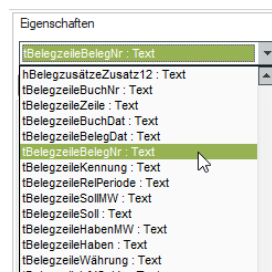 Eigenschaften
tBelegzeileBelegNr : Text
hBelegzusätzeZusatz12 : Text
tBelegzeileBuchNr : Text
tBelegzeileZeile : Text
tBelegzeileBuchDat : Text
tBelegzeileBelegDat : Text
tBelegzeileBelegNr : Text
tBelegzeileKennung : Text
tBelegzeileRelPeriode : Text
tBelegzeileSollMW : Text
tBelegzeileSoll : Text
tBelegzeileHabenMW : Text
tBelegzeileHaben : Text
tBelegzeileWährung : Text